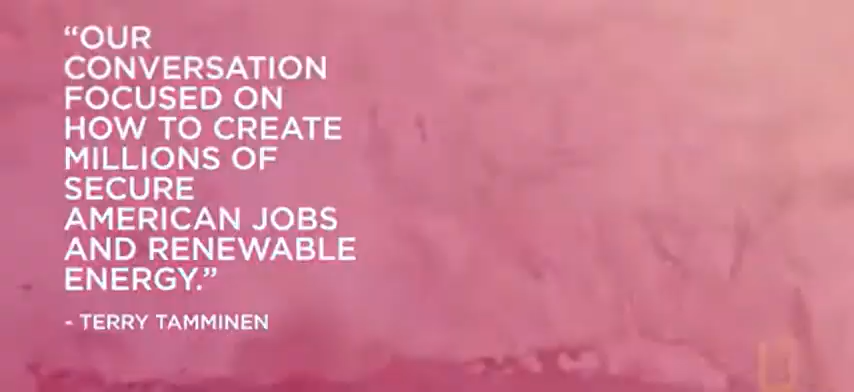 “OUR
CONVERSATION
FOCUSED ON
HOW TO CREATE
MILLIONS OF
SECURE
AMERICAN JOBS
AND RENEWABLE
ENERGY.”
- TERRY TAMMINEN